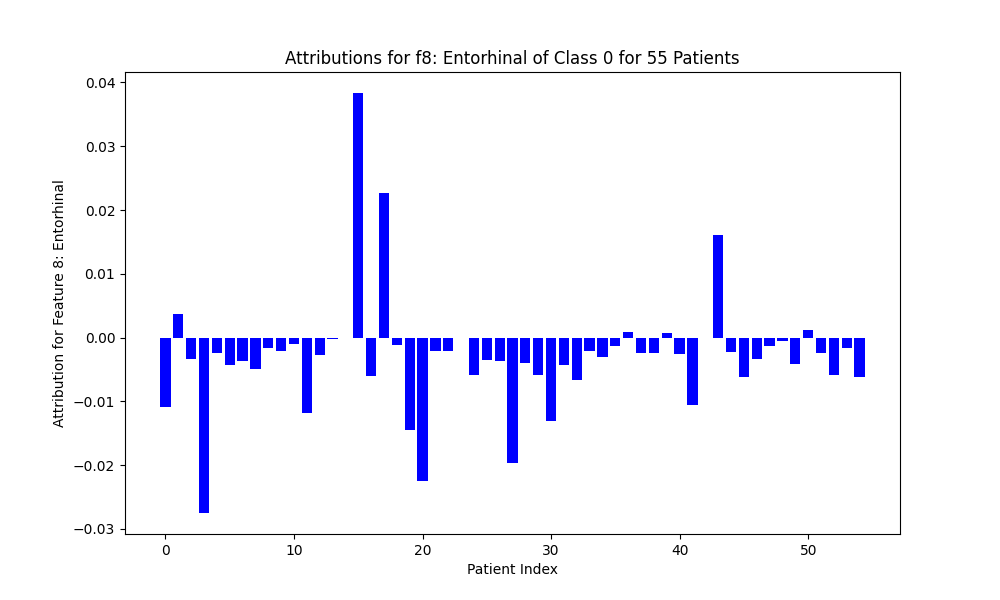 Attributions for f8: Entorhinal of Class 0 for 55 Patients
Attribution for Feature 8: Entorhinal
0.04
0.03
0.02
0.01
0.00
−0.01
−0.02
−0.03
0 10 20 30 40 50
Patient Index